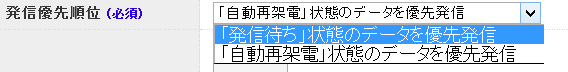 発信優先順位 (必須) 「自動再架電」状態のデータを優先発信
「発信待ち」状態のデータを優先発信
「自動再架電」状態のデータを優先発信